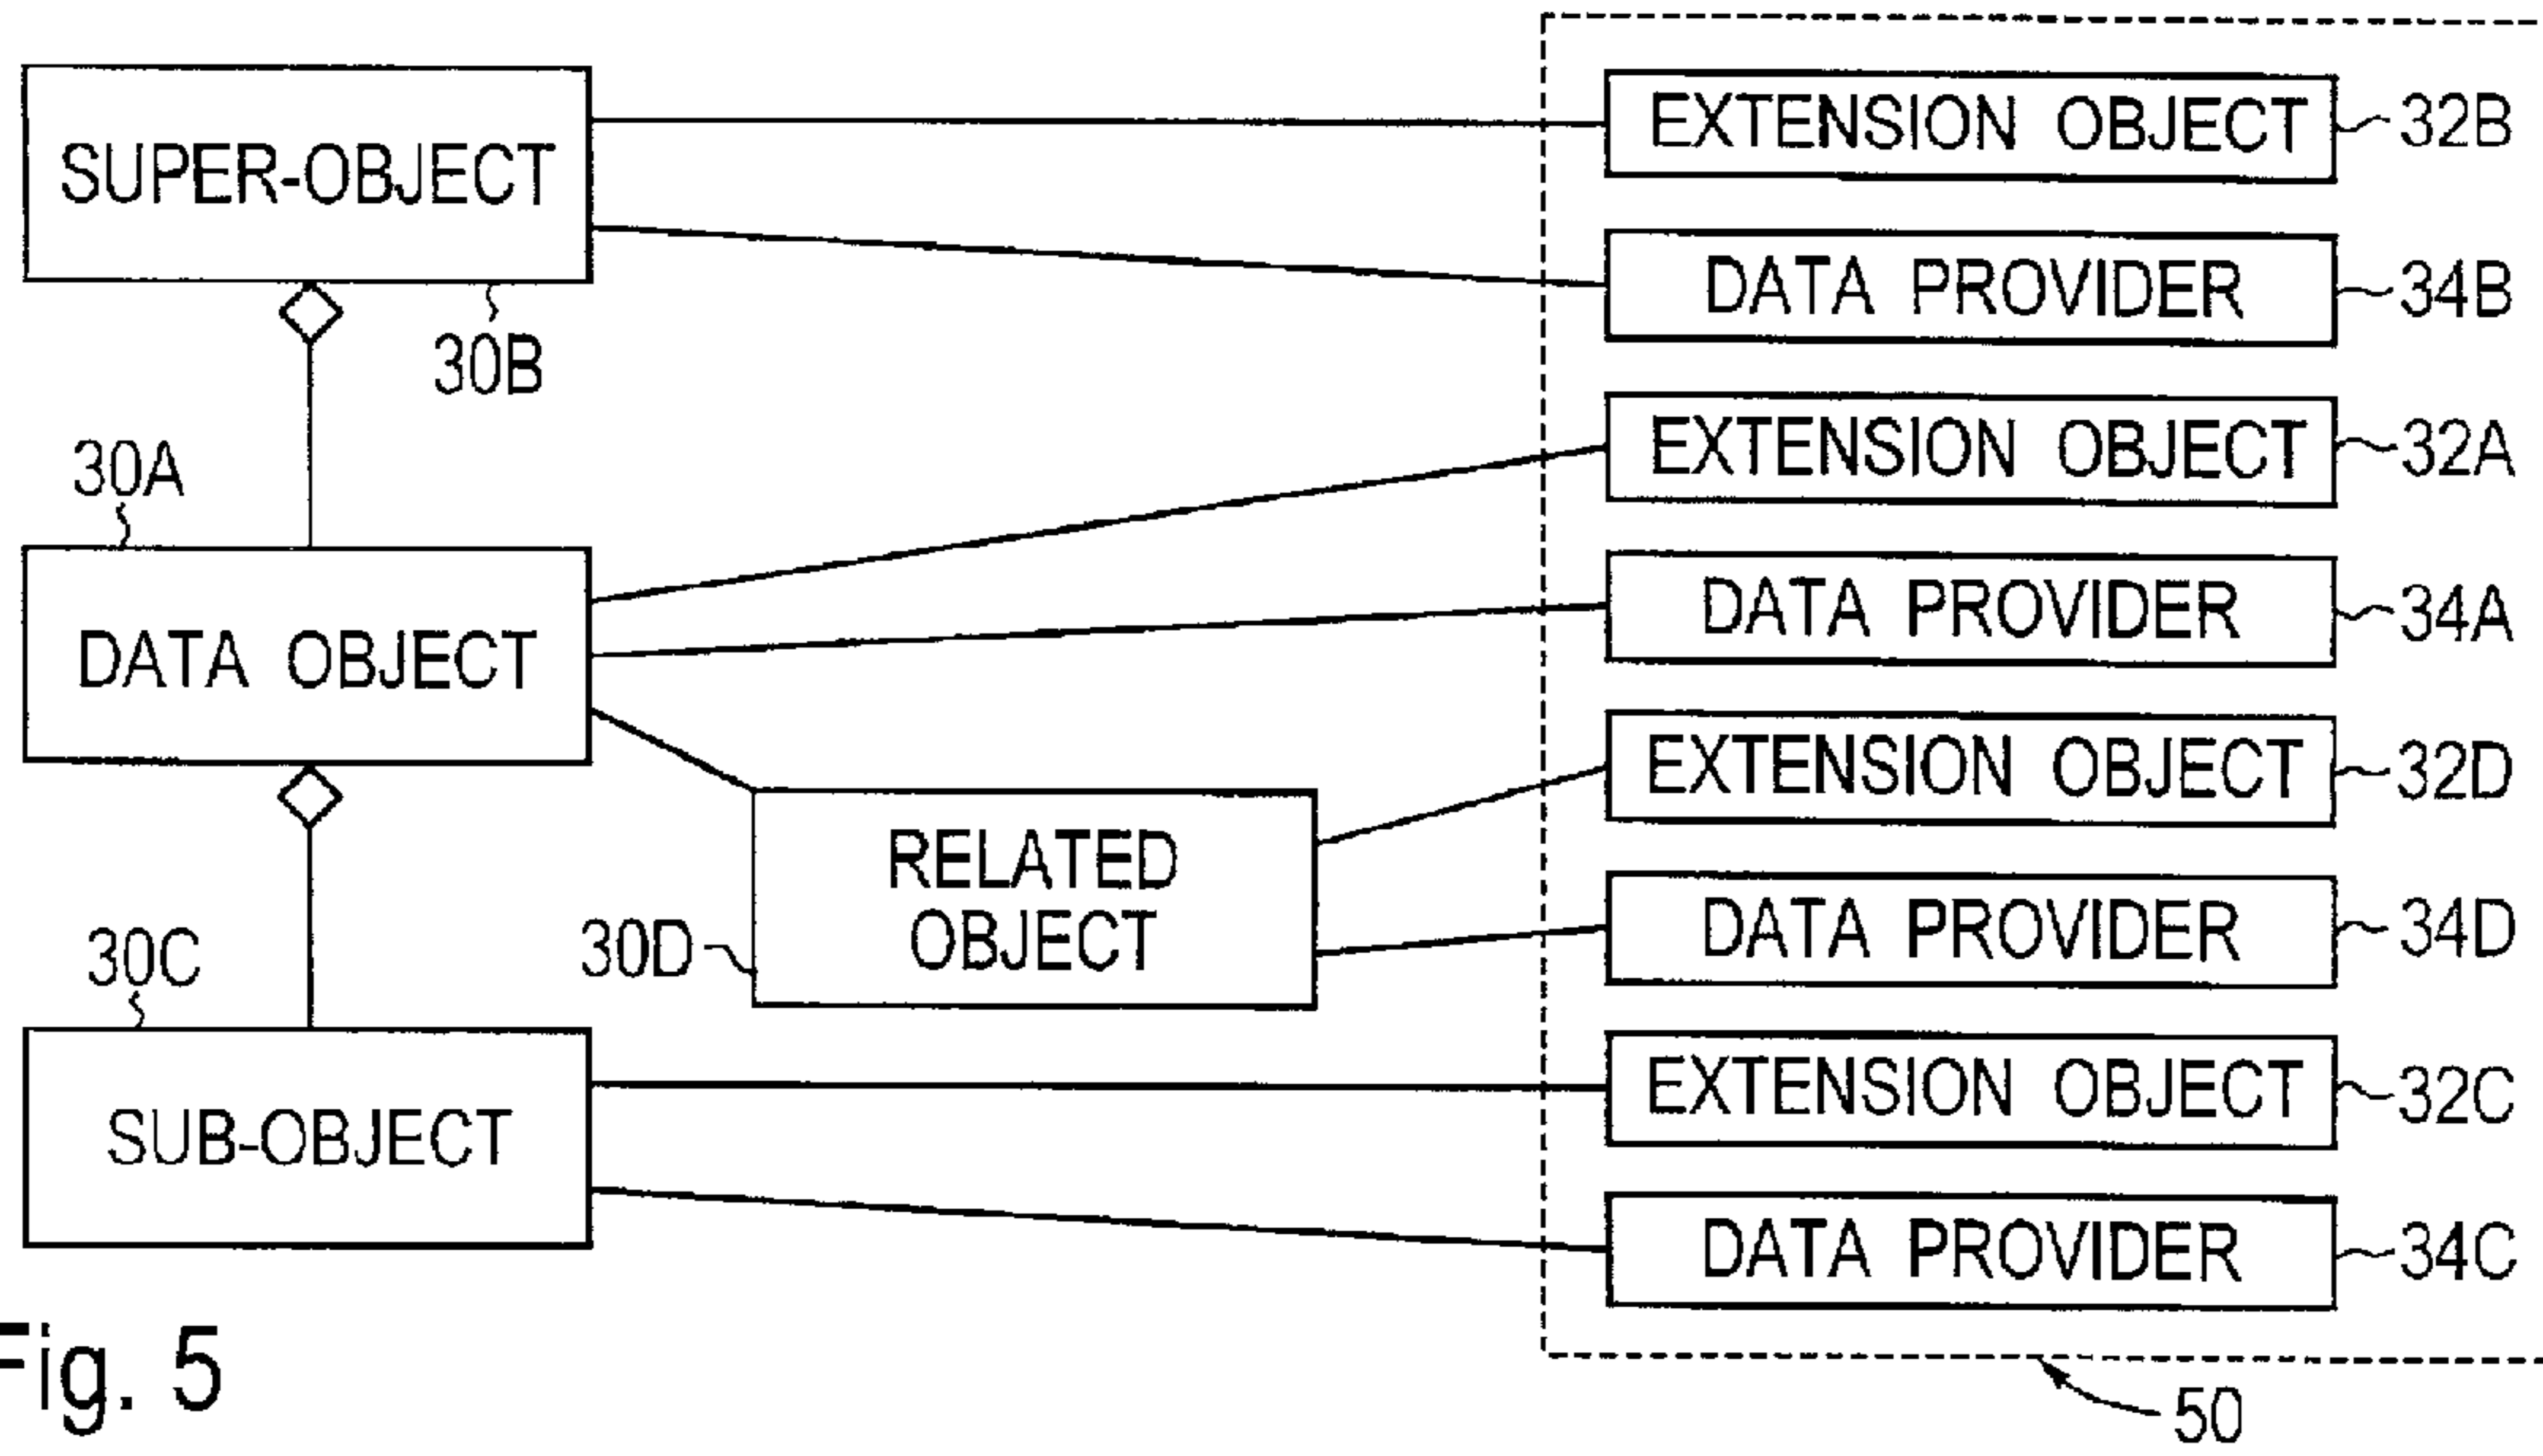 EXTENSION OBJECT
32B
SUPER-OBJECT
DATA PROVIDER
34B
30B
EXTENSION OBJECT
32A
30A
DATA PROVIDER
34A
DATA OBJECT
EXTENSION OBJECT
32D
RELATED
OBJECT
30D
DATA PROVIDER
34D
30C
EXTENSION OBJECT
32C
SUB-OBJECT
DATA PROVIDER
34C
Fig. 5
50